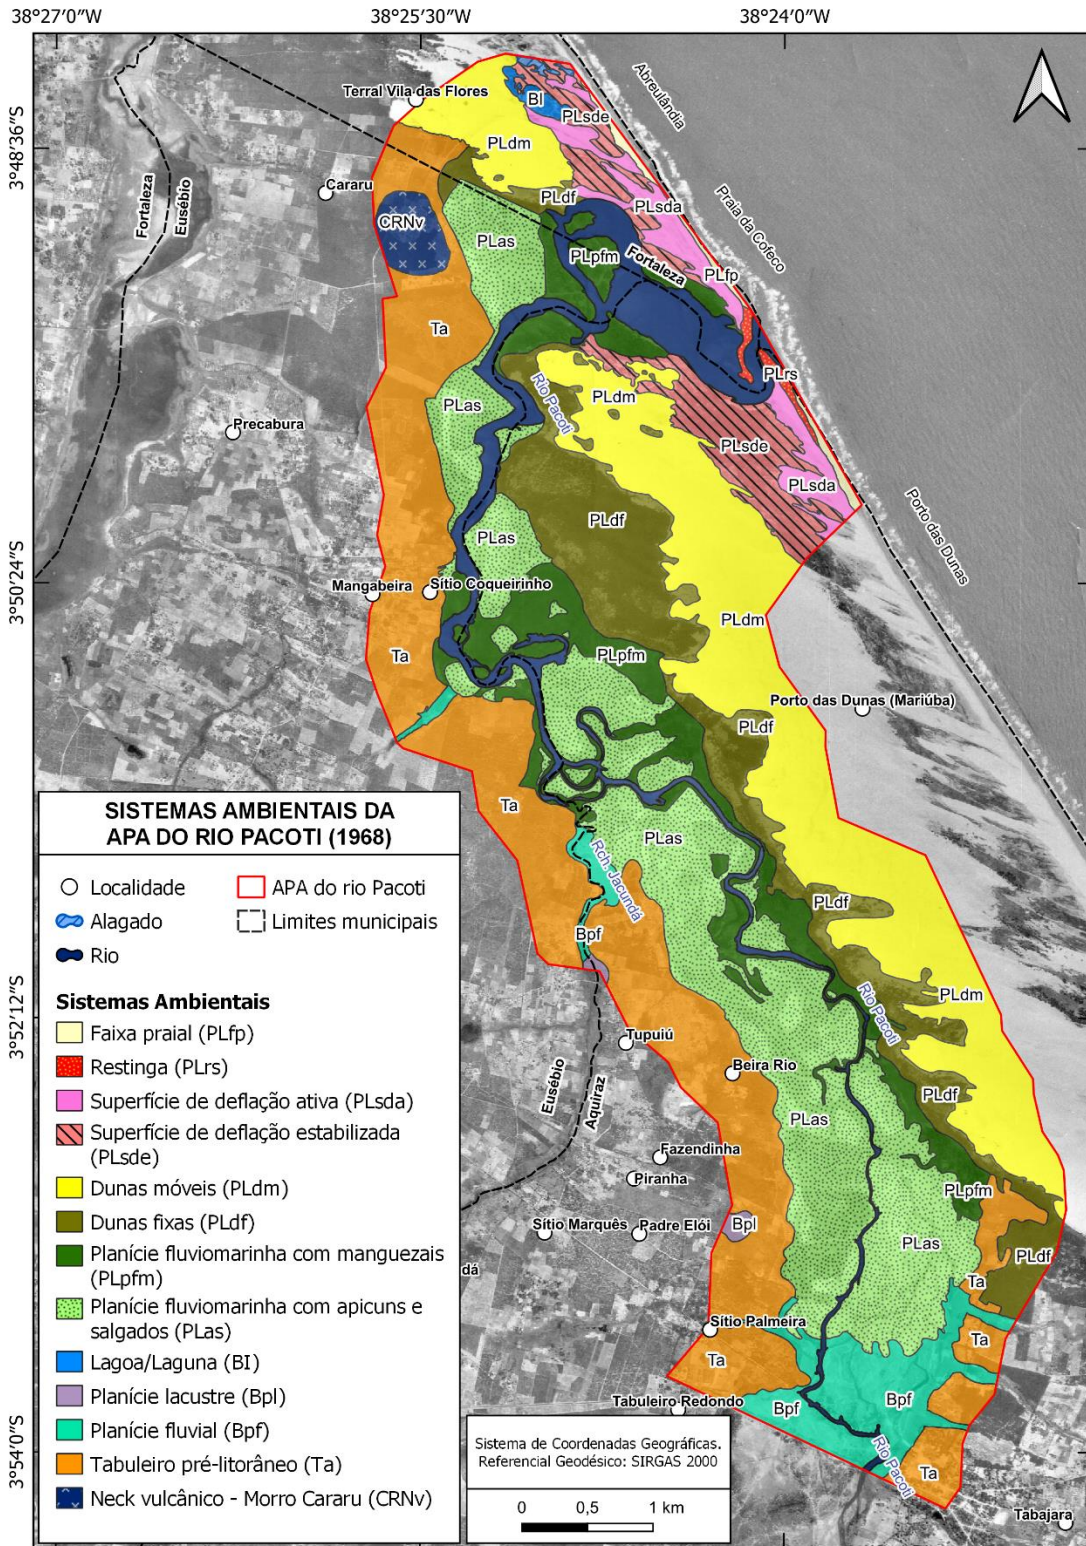 38°27′0″W
38°25′30″W
38°24′0″W
3°48′36″S
3°50′24″S
3°52′12″S
3°54′0″S
Terral Vila das Flores
BI
Abreulândia
PLsde
PLdm
Cararu
PLdf
PLsda
Praia da Cofeco
Fortaleza
Eusébio
CRNv
PLas
PLpfm
Fortaleza
PLfp
Ta
PLrs
PLas
Rio Pacoti
PLdm
Precabura
PLsde
PLsda
Porto das Dunas
PLdf
PLas
Mangabeira
Sítio Coqueirinho
PLdm
Ta
PLpfm
Porto das Dunas (Mariúba)
PLdf
Ta
PLas
Rch. Jacundá
PLdf
Bpf
PLdm
Rio Pacoti
Tupuiú
Beira Rio
Eusébio
Aquiraz
PLdf
PLas
Fazendinha
Piranha
PLpfm
Sítio Marquês
Padre Elói
Bpl
PLas
PLdf
dá
Ta
Sítio Palmeira
Ta
Ta
Tabuleiro Redondo
Bpf
Bpf
Rio Pacoti
Ta
Tabajara
SISTEMAS AMBIENTAIS DA
APA DO RIO PACOTI (1968)
Localidade
APA do rio Pacoti
Alagado
Limites municipais
Rio
Sistemas Ambientais
Faixa praial (PLfp)
Restinga (PLrs)
Superfície de deflação ativa (PLsda)
Superfície de deflação estabilizada
(PLsde)
Dunas móveis (PLdm)
Dunas fixas (PLdf)
Planície fluviomarinha com manguezais
(PLpfm)
Planície fluviomarinha com apicuns e
salgados (PLas)
Lagoa/Laguna (BI)
Planície lacustre (Bpl)
Planície fluvial (Bpf)
Tabuleiro pré-litorâneo (Ta)
Neck vulcânico - Morro Cararu (CRNv)
Sistema de Coordenadas Geográficas.
Referencial Geodésico: SIRGAS 2000
0 0,5 1 km